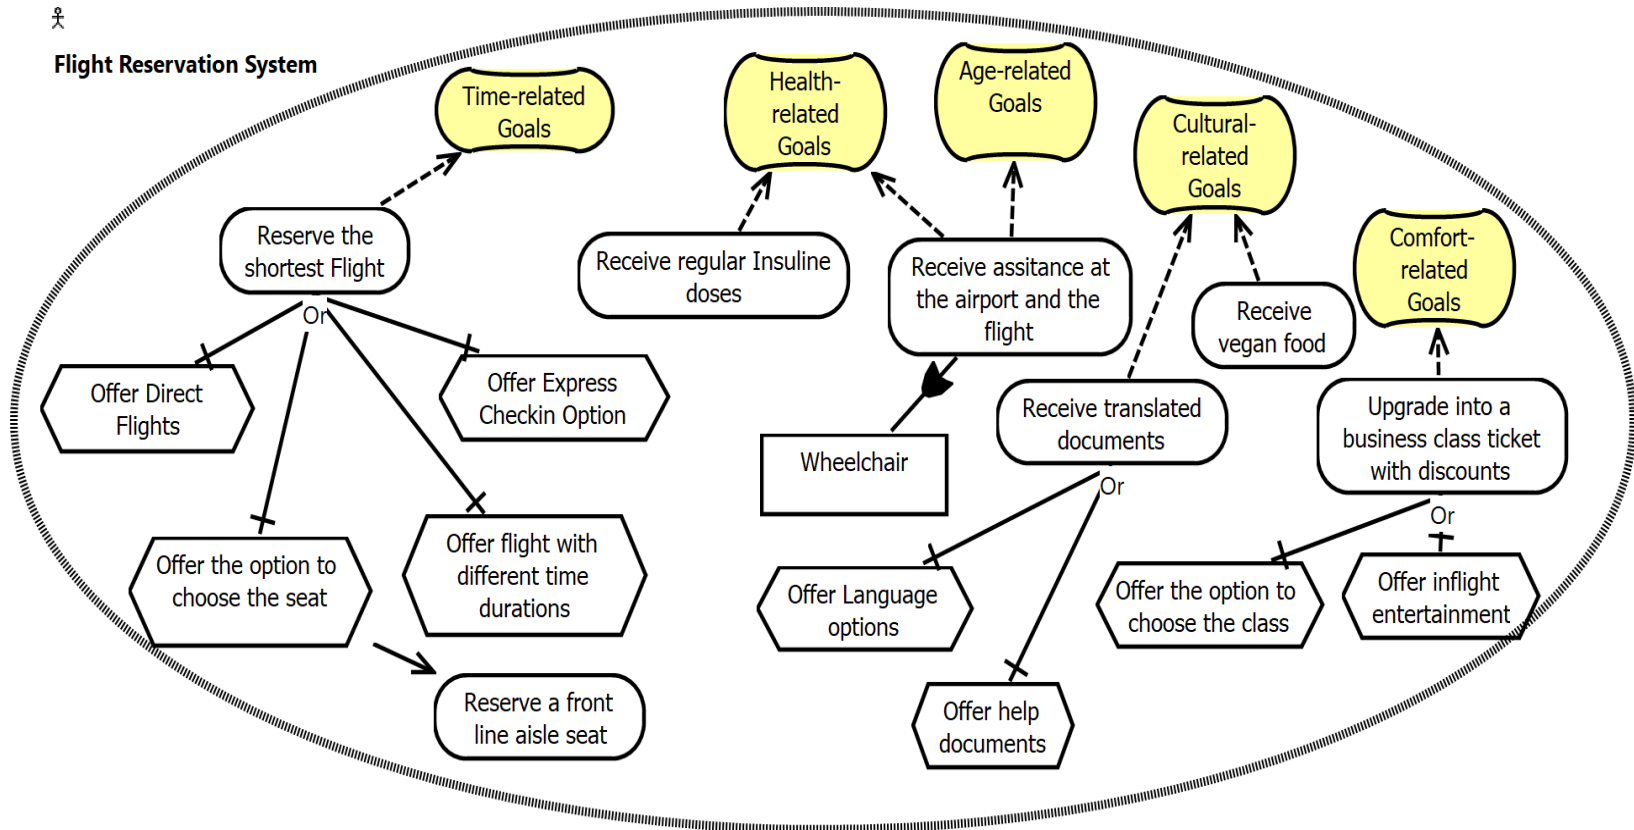 Flight Reservation System
Time-related
Goals
Health-
related
Goals
Age-related
Goals
Cultural-
related
Goals
Comfort-
related
Goals
Reserve the
shortest Flight
Or
Receive regular Insuline
doses
Receive assitance at
the airport and the
flight
Receive
vegan food
Offer Direct
Flights
Offer Express
Checkin Option
Wheelchair
Receive translated
documents
Or
Upgrade into a
business class ticket
with discounts
Or
Offer the option to
choose the seat
Offer flight with
different time
durations
Offer Language
options
Offer the option to
choose the class
Offer inflight
entertainment
Reserve a front
line aisle seat
Offer help
documents